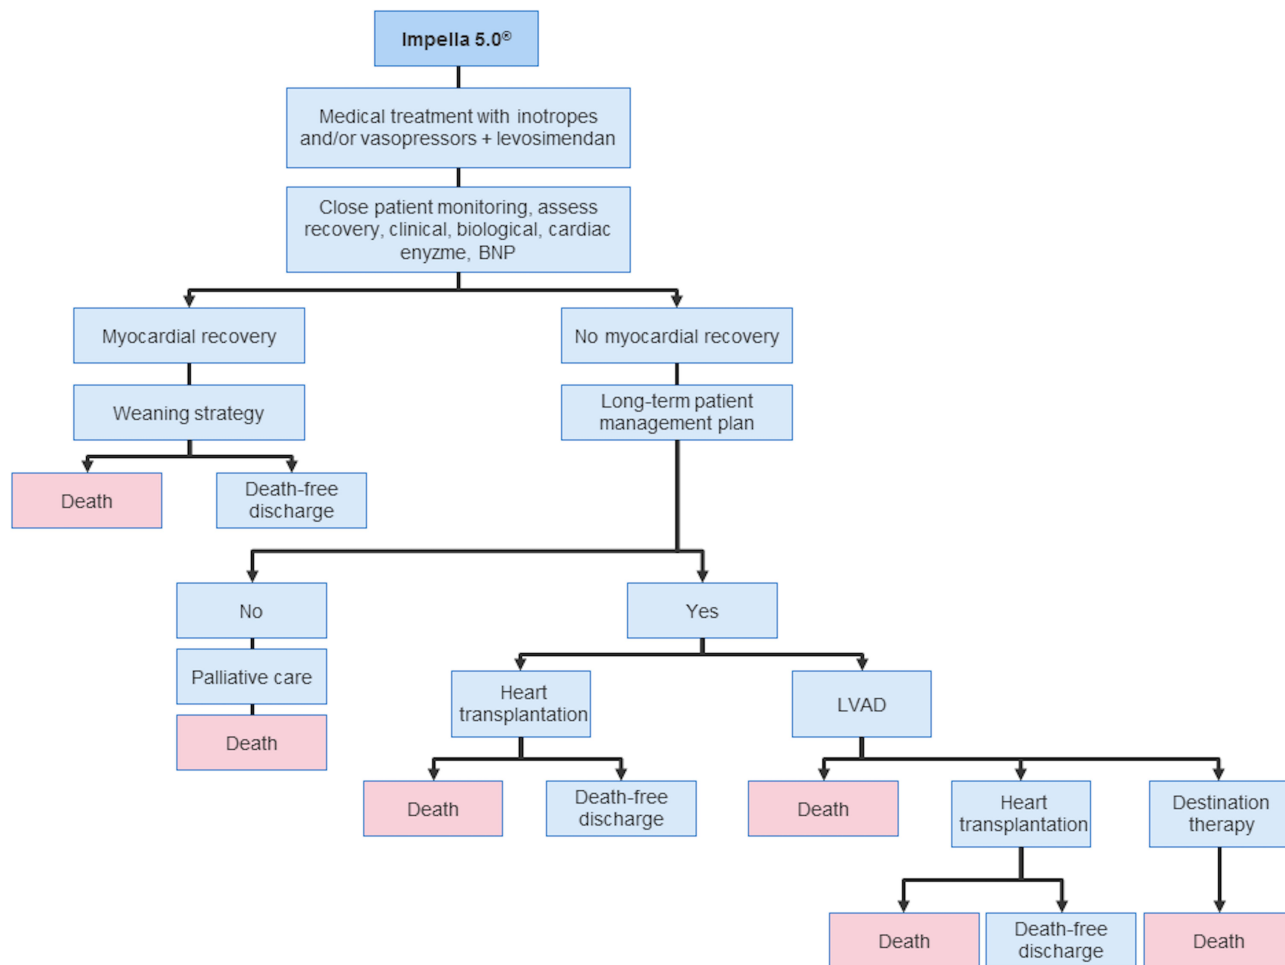 Impella 5.0®
Medical treatment with inotropes
and/or vasopressors + levosimendan
Close patient monitoring, assess
recovery, clinical, biological, cardiac
enyzme, BNP
Myocardial recovery
No myocardial recovery
Weaning strategy
Long-term patient
management plan
Death
Death-free
discharge
No
Yes
Palliative care
Death
Heart
transplantation
LVAD
Death
Death-free
discharge
Death
Heart
transplantation
Destination
therapy
Death
Death-free
discharge
Death